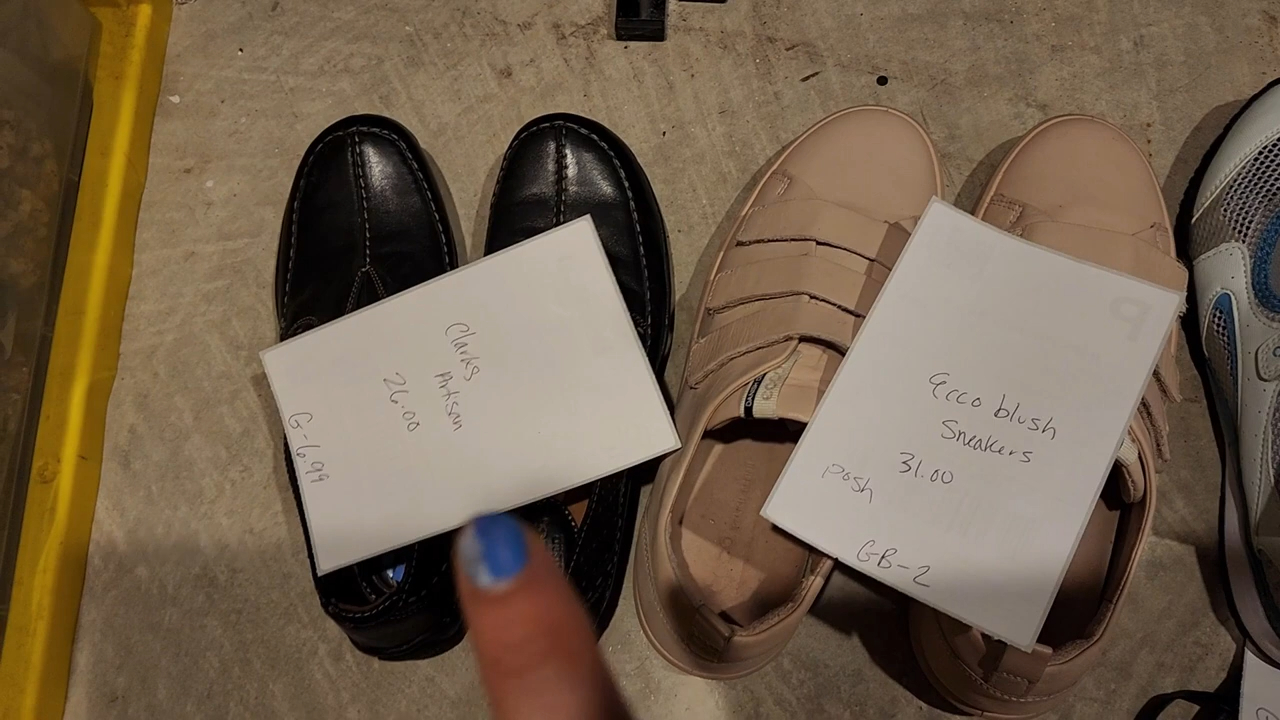 Clarks
Artisan
26.00
G-6.99
Ecco blush
Sneakers
31.00
posh
GB-2
P